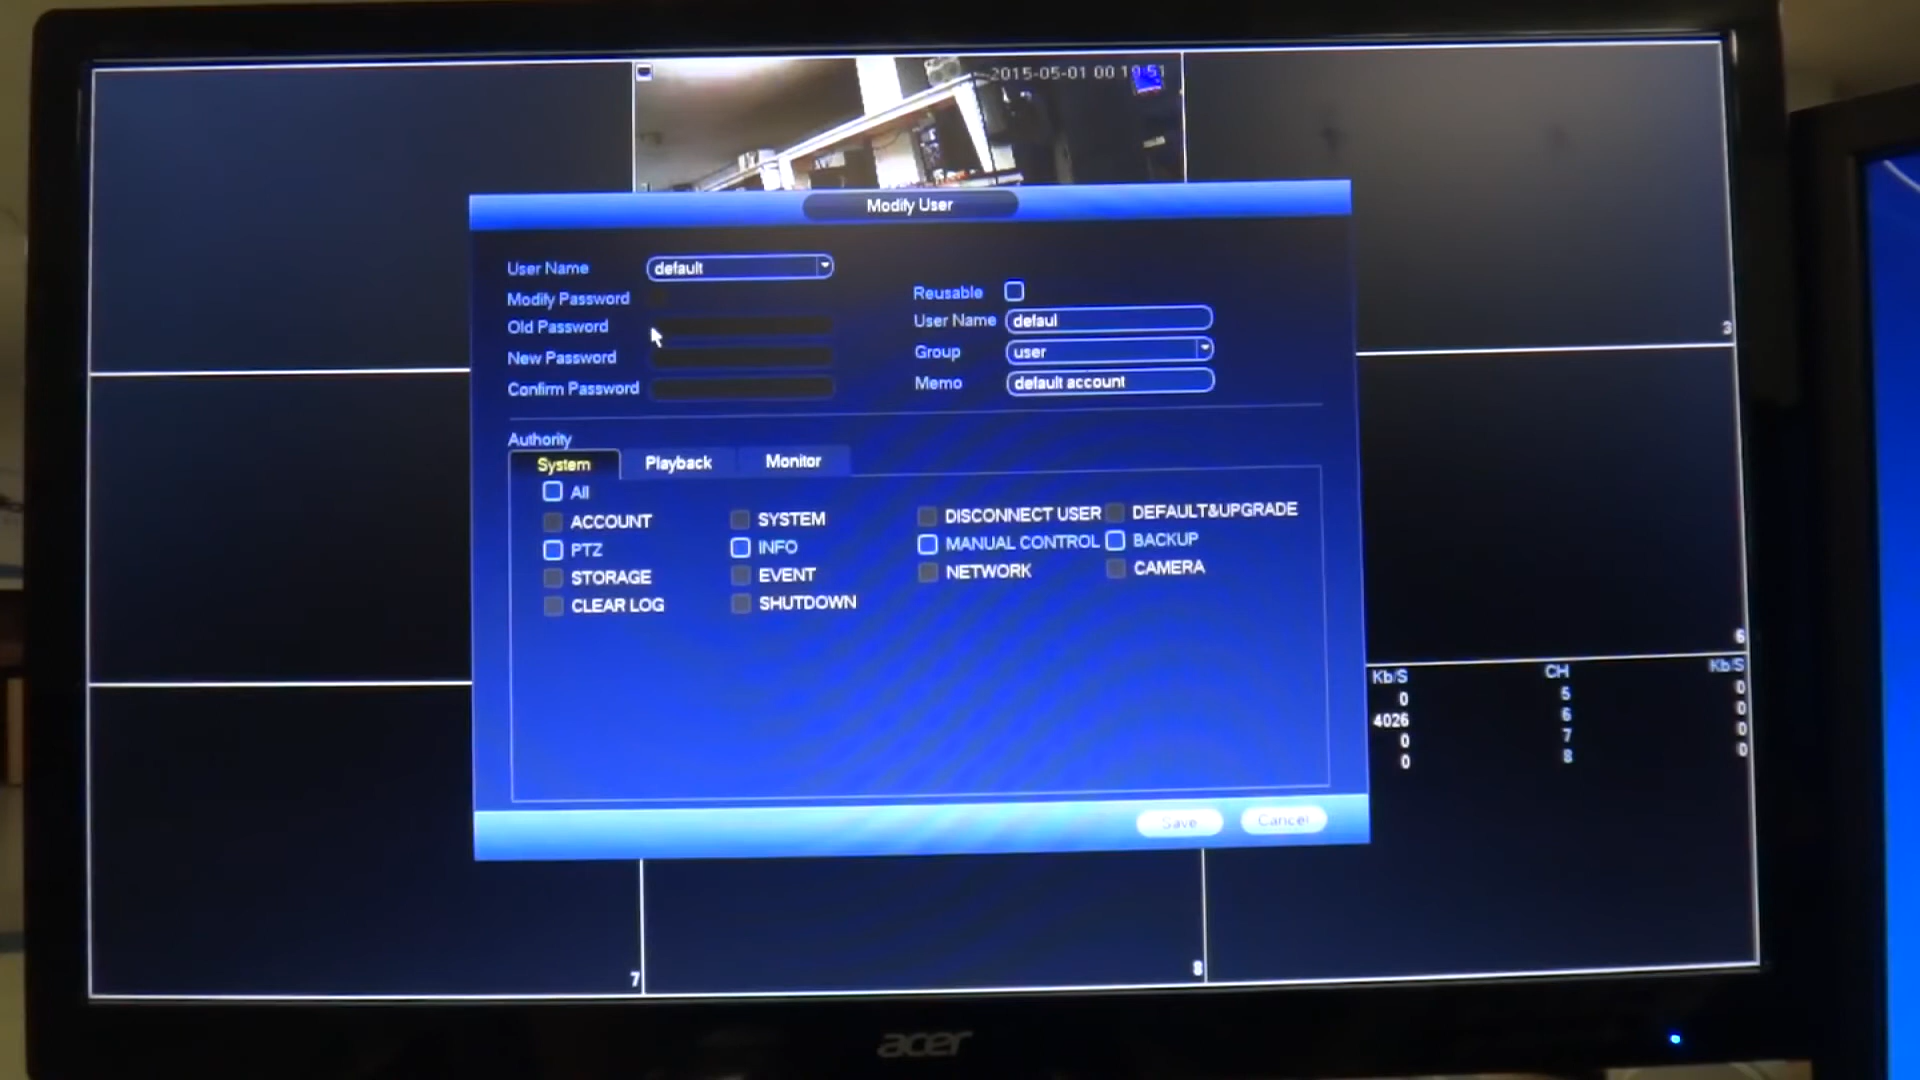 2015-05-01 00 19:51
Modify User
User Name default
Modify Password
Old Password
New Password
Confirm Password
Reusable
User Name defaul
Group user
Memo default account
Authority
System Playback Monitor
All
ACCOUNT SYSTEM DISCONNECT USER DEFAULT&UPGRADE
PTZ INFO MANUAL CONTROL BACKUP
STORAGE EVENT NETWORK CAMERA
CLEAR LOG SHUTDOWN
Save Cancel
3
6
Kb/S CH Kb/S
0 5 0
4026 6 0
0 7 0
0 8 0
7
8
acer